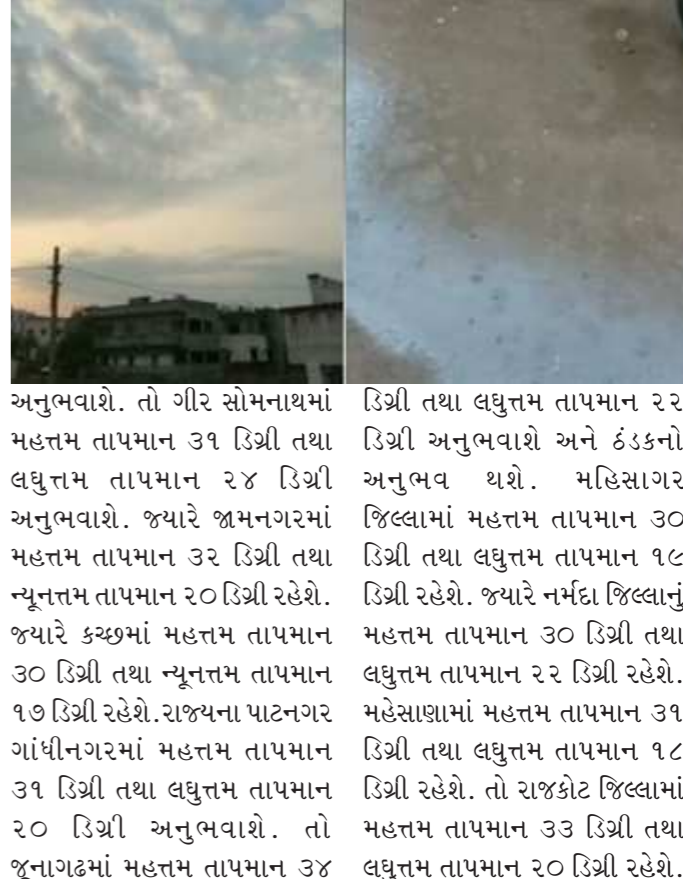 અનુભવાશે. તો ગીર સોમનાથમાં
મહત્તમ તાપમાન ૩૧ ડિગ્રી તથા
લઘુત્તમ તાપમાન ૨૪ ડિગ્રી
અનુભવાશે. જ્યારે જામનગરમાં
મહત્તમ તાપમાન ૩૨ ડિગ્રી તથા
ન્યૂનત્તમ તાપમાન ૨૦ ડિગ્રી રહેશે.
જ્યારે કચ્છમાં મહત્તમ તાપમાન
૩૦ ડિગ્રી તથા ન્યૂનત્તમ તાપમાન
૧૭ ડિગ્રી રહેશે.રાજ્યના પાટનગર
ગાંધીનગરમાં મહત્તમ તાપમાન
૩૧ ડિગ્રી તથા લઘુત્તમ તાપમાન
૨૦ ડિગ્રી અનુભવાશે. તો
જૂનાગઢમાં મહત્તમ તાપમાન ૩૪
ડિગ્રી તથા લઘુત્તમ તાપમાન ૨૨
ડિગ્રી અનુભવાશે અને ઠંડકનો
અનુભવ થશે. મહિસાગર
જિલ્લામાં મહત્તમ તાપમાન ૩૦
ડિગ્રી તથા લઘુત્તમ તાપમાન ૧૯
ડિગ્રી રહેશે. જ્યારે નર્મદા જિલ્લાનું
મહત્તમ તાપમાન ૩૦ ડિગ્રી તથા
લઘુત્તમ તાપમાન ૨૨ ડિગ્રી રહેશે.
મહેસાણામાં મહત્તમ તાપમાન ૩૧
ડિગ્રી તથા લઘુત્તમ તાપમાન ૧૮
ડિગ્રી રહેશે. તો રાજકોટ જિલ્લામાં
મહત્તમ તાપમાન ૩૩ ડિગ્રી તથા
લઘુત્તમ તાપમાન ૨૦ ડિગ્રી રહેશે.